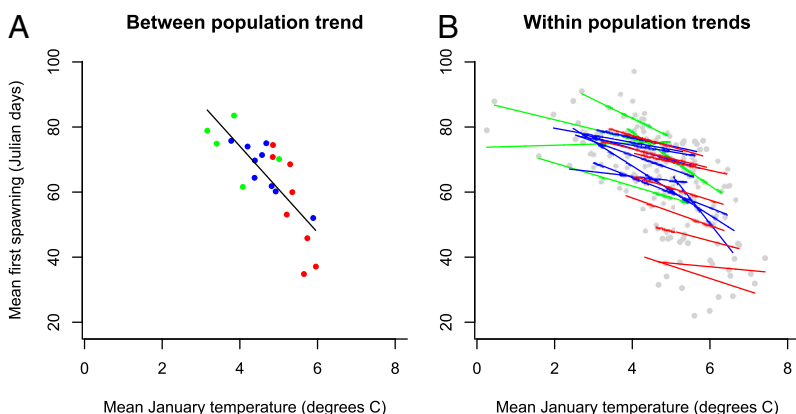 A
Between population trend
Mean first spawning (Julian days)
100
80
60
40
20
0
2
4
6
8
Mean January temperature (degrees C)
B
Within population trends
100
80
60
40
20
0
2
4
6
8
Mean January temperature (degrees C)